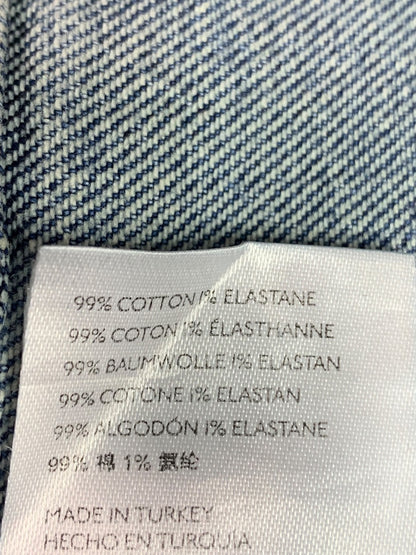 99% COTTON 1% ELASTANE
99% COTON 1% ÉLASTHANNE
99% BAUMWOLLE 1% ELASTAN
99% COTONE 1% ELASTAN
99% ALGODÓN 1% ELASTANE
99% 棉 1% 氨纶
MADE IN TURKEY
HECHO EN TURQUÍA